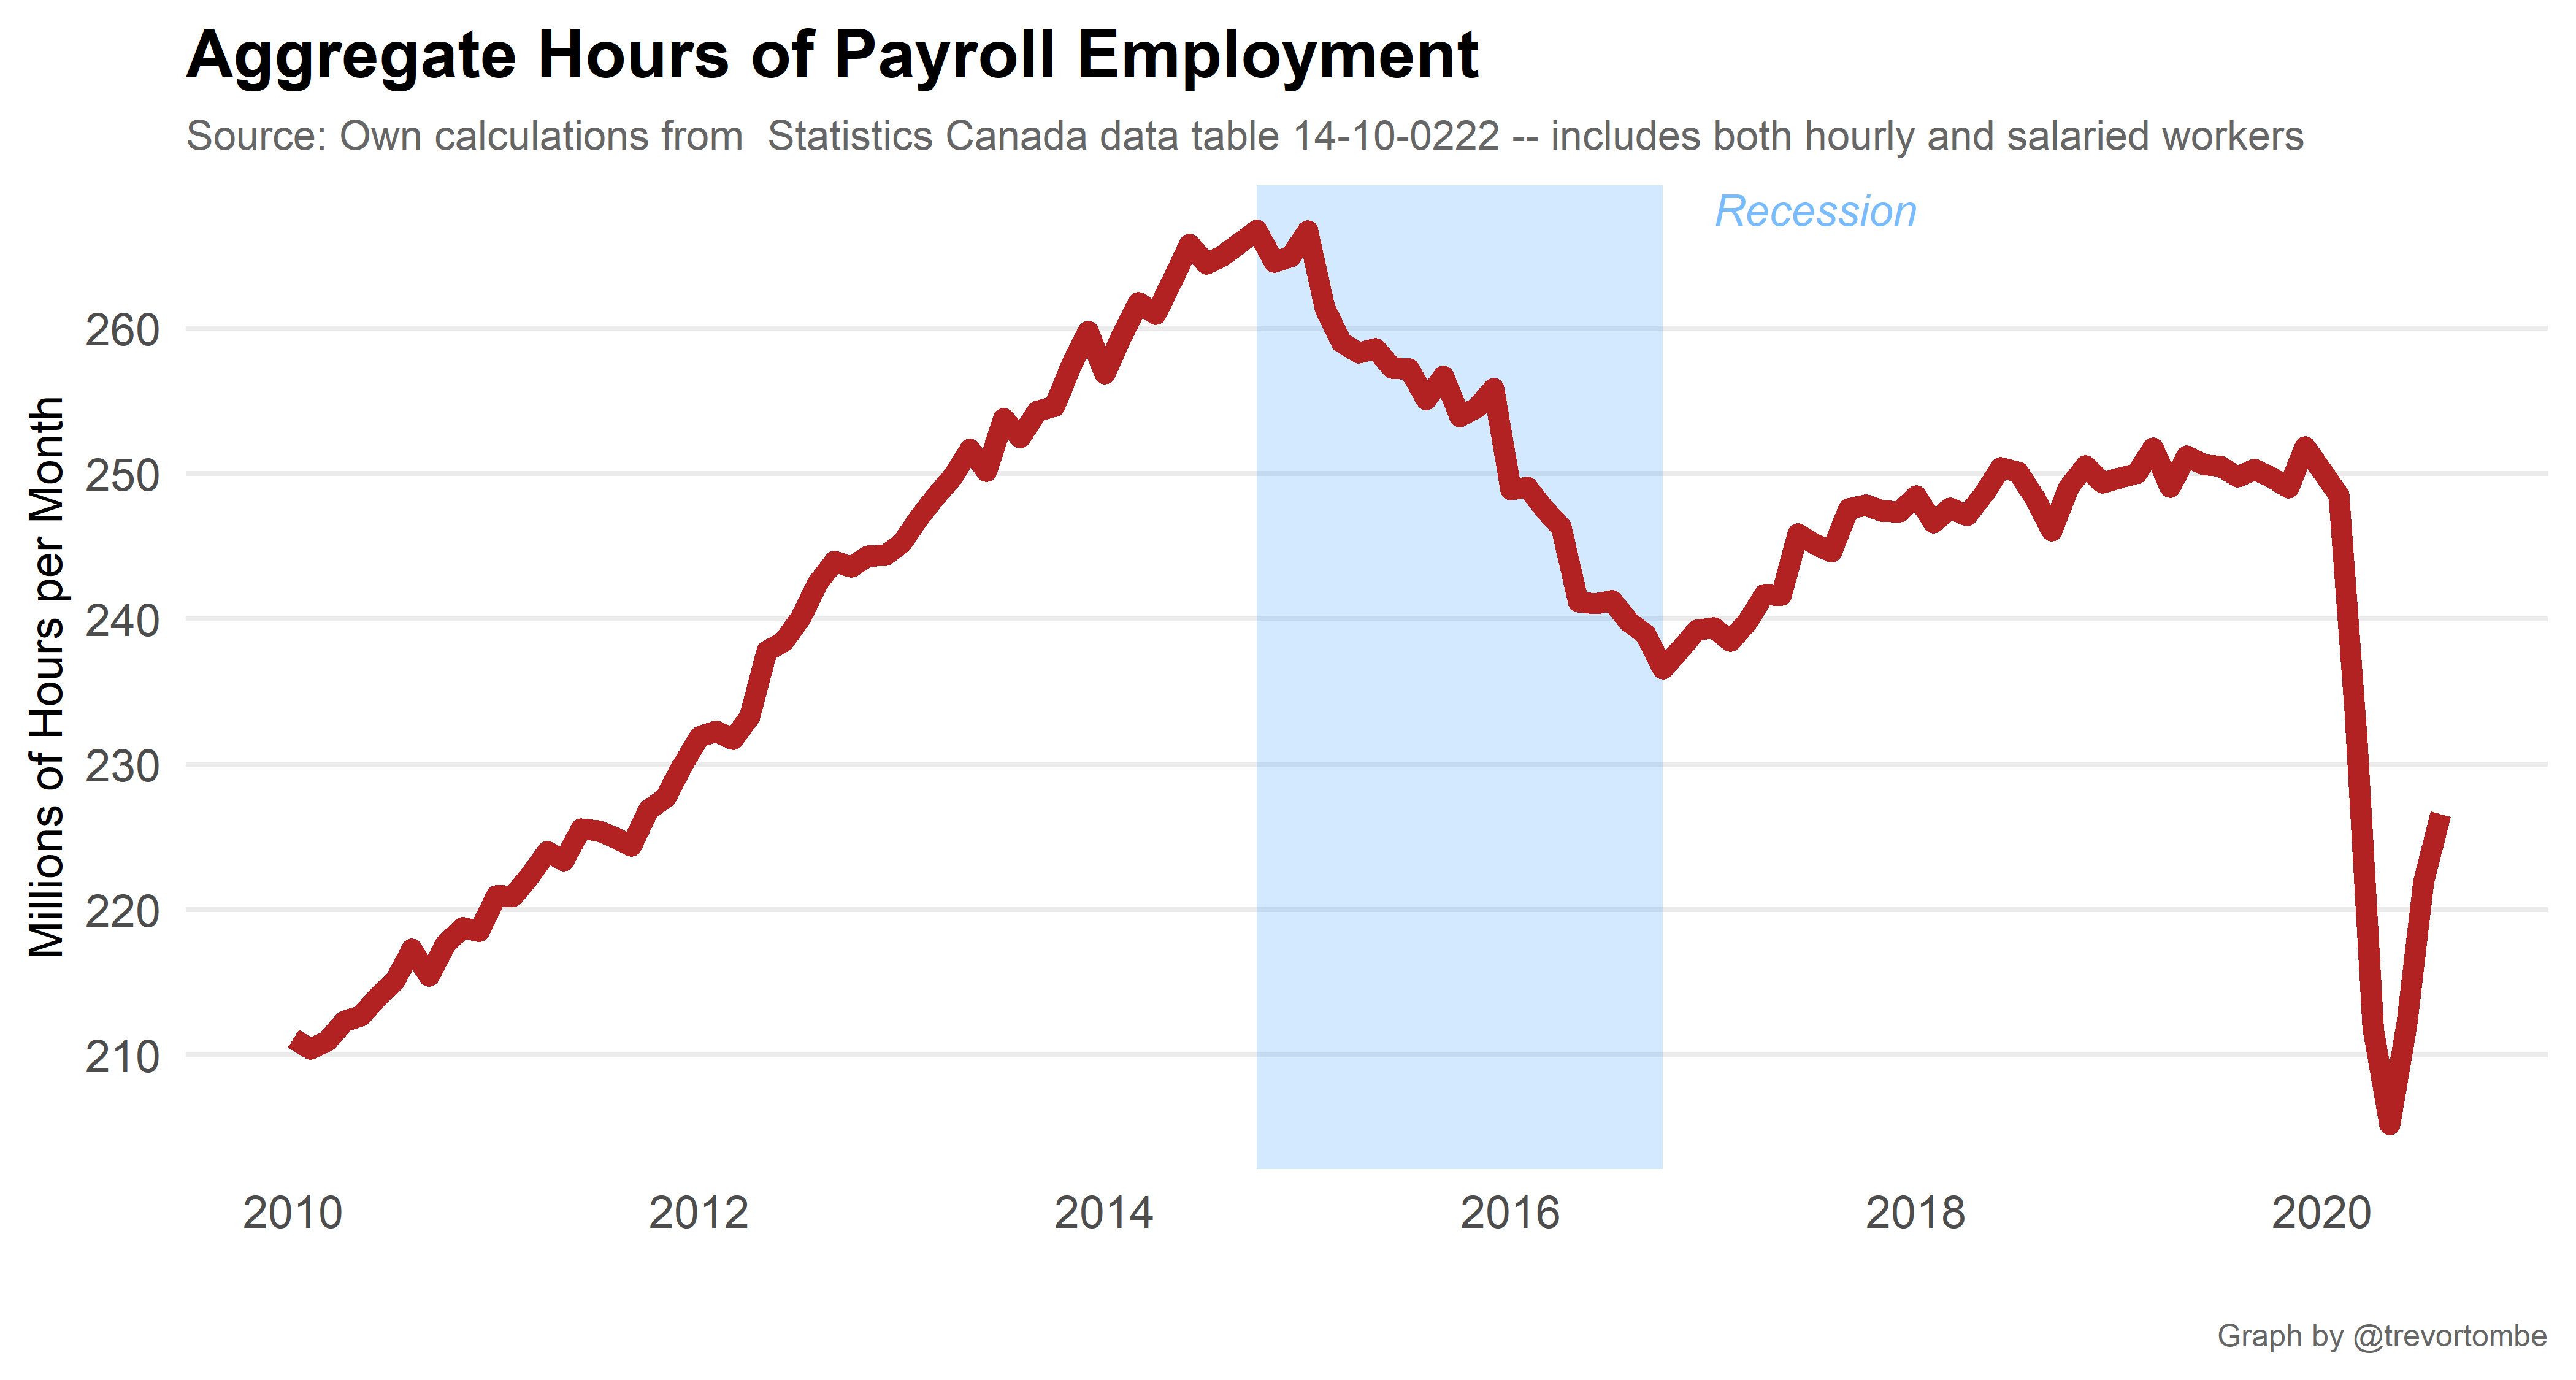 Aggregate Hours of Payroll Employment
Source: Own calculations from  Statistics Canada data table 14-10-0222 -- includes both hourly and salaried workers
Recession
Millions of Hours per Month
260
250
240
230
220
210
2010
2012
2014
2016
2018
2020
Graph by @trevortombe